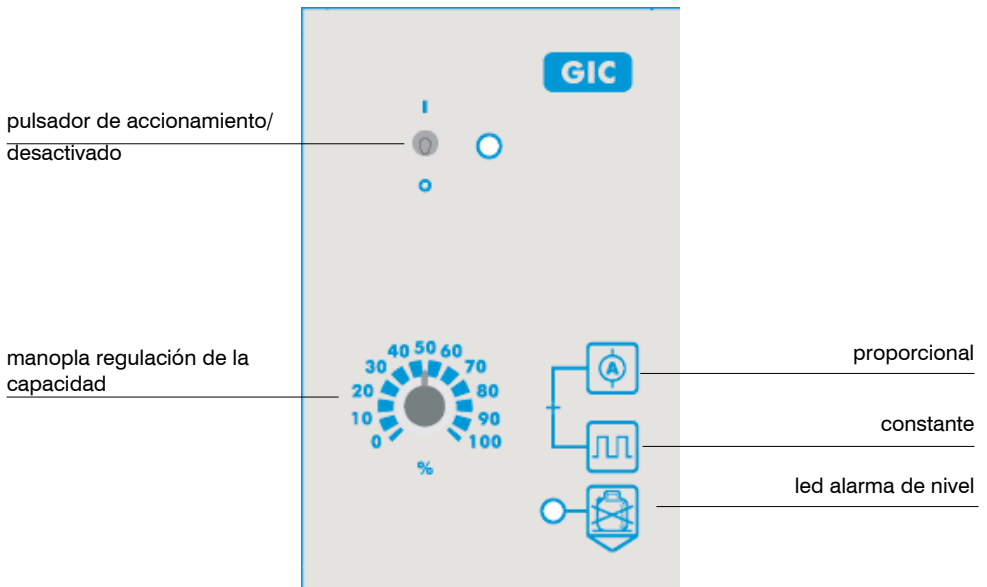 GIC
I
pulsador de accionamiento/
desactivado
O
manopla regulación de la
capacidad
0
10
20
30
40
50
60
70
80
90
100
%
A
proporcional
constante
led alarma de nivel